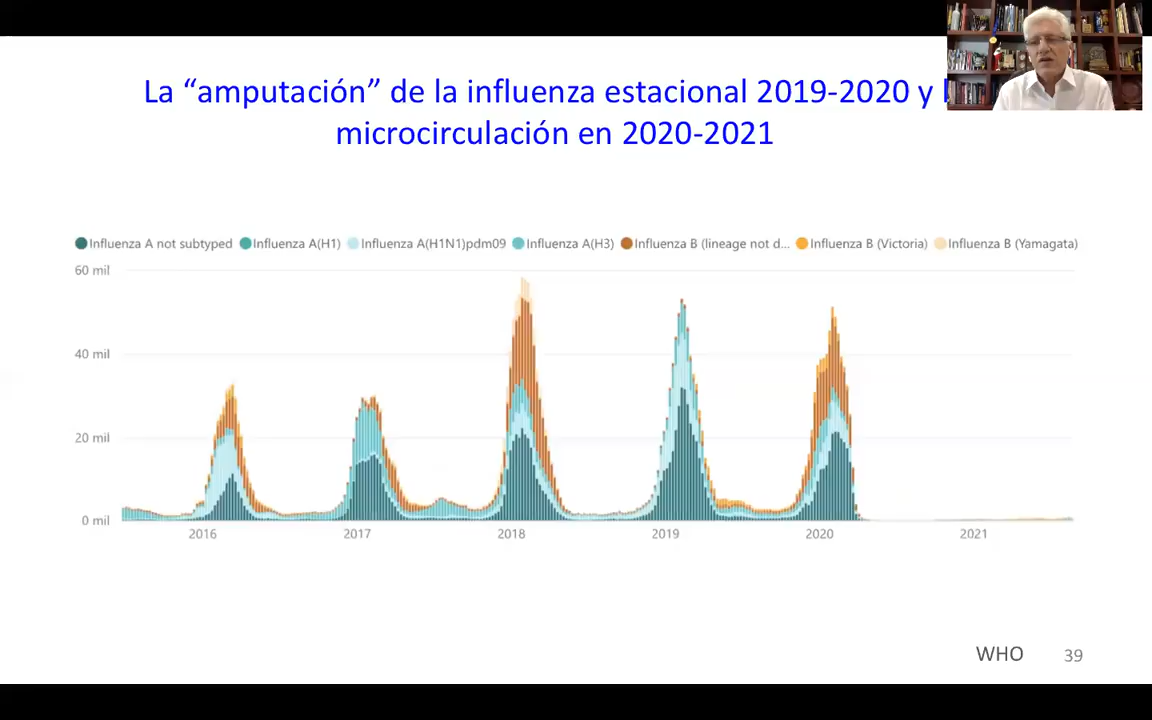 La “amputación” de la influenza estacional 2019-2020 y
microcirculación en 2020-2021
Influenza A not subtyped Influenza A(H1) Influenza A(H1N1)pdm09 Influenza A(H3) Influenza B (lineage not d... Influenza B (Victoria) Influenza B (Yamagata)
60 mil
40 mil
20 mil
0 mil
2016 2017 2018 2019 2020 2021
WHO 39